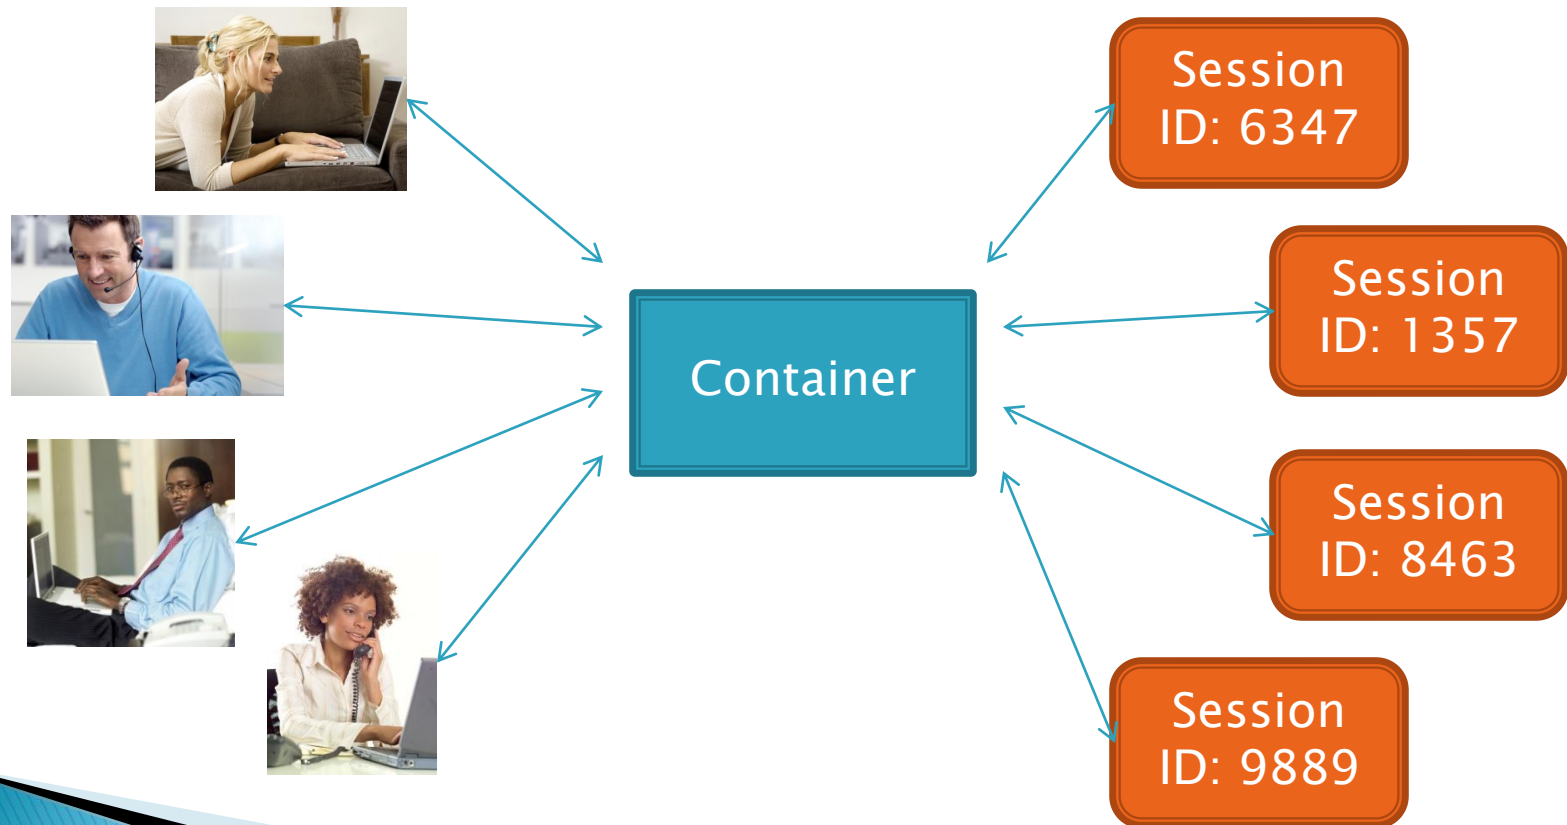 Session
ID: 6347
Session
ID: 1357
Container
Session
ID: 8463
Session
ID: 9889